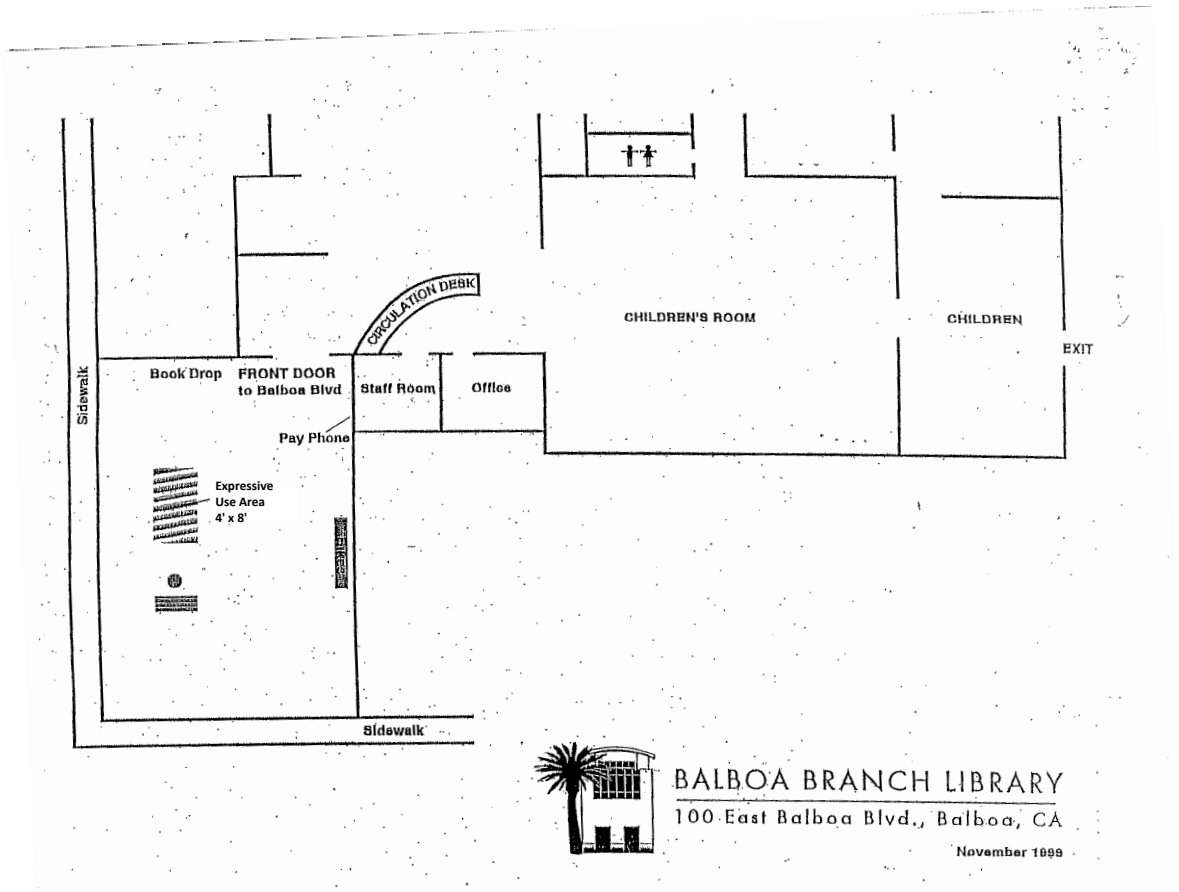 CIRCULATION DESK
CHILDREN'S ROOM
CHILDREN
EXIT
Book Drop
FRONT DOOR
to Balboa Blvd
Staff Room
Office
Sidewalk
Pay Phone
Expressive
Use Area
4' x 8'
Sidewalk
BALBOA BRANCH LIBRARY
100 East Balboa Blvd., Balboa, CA
November 1999